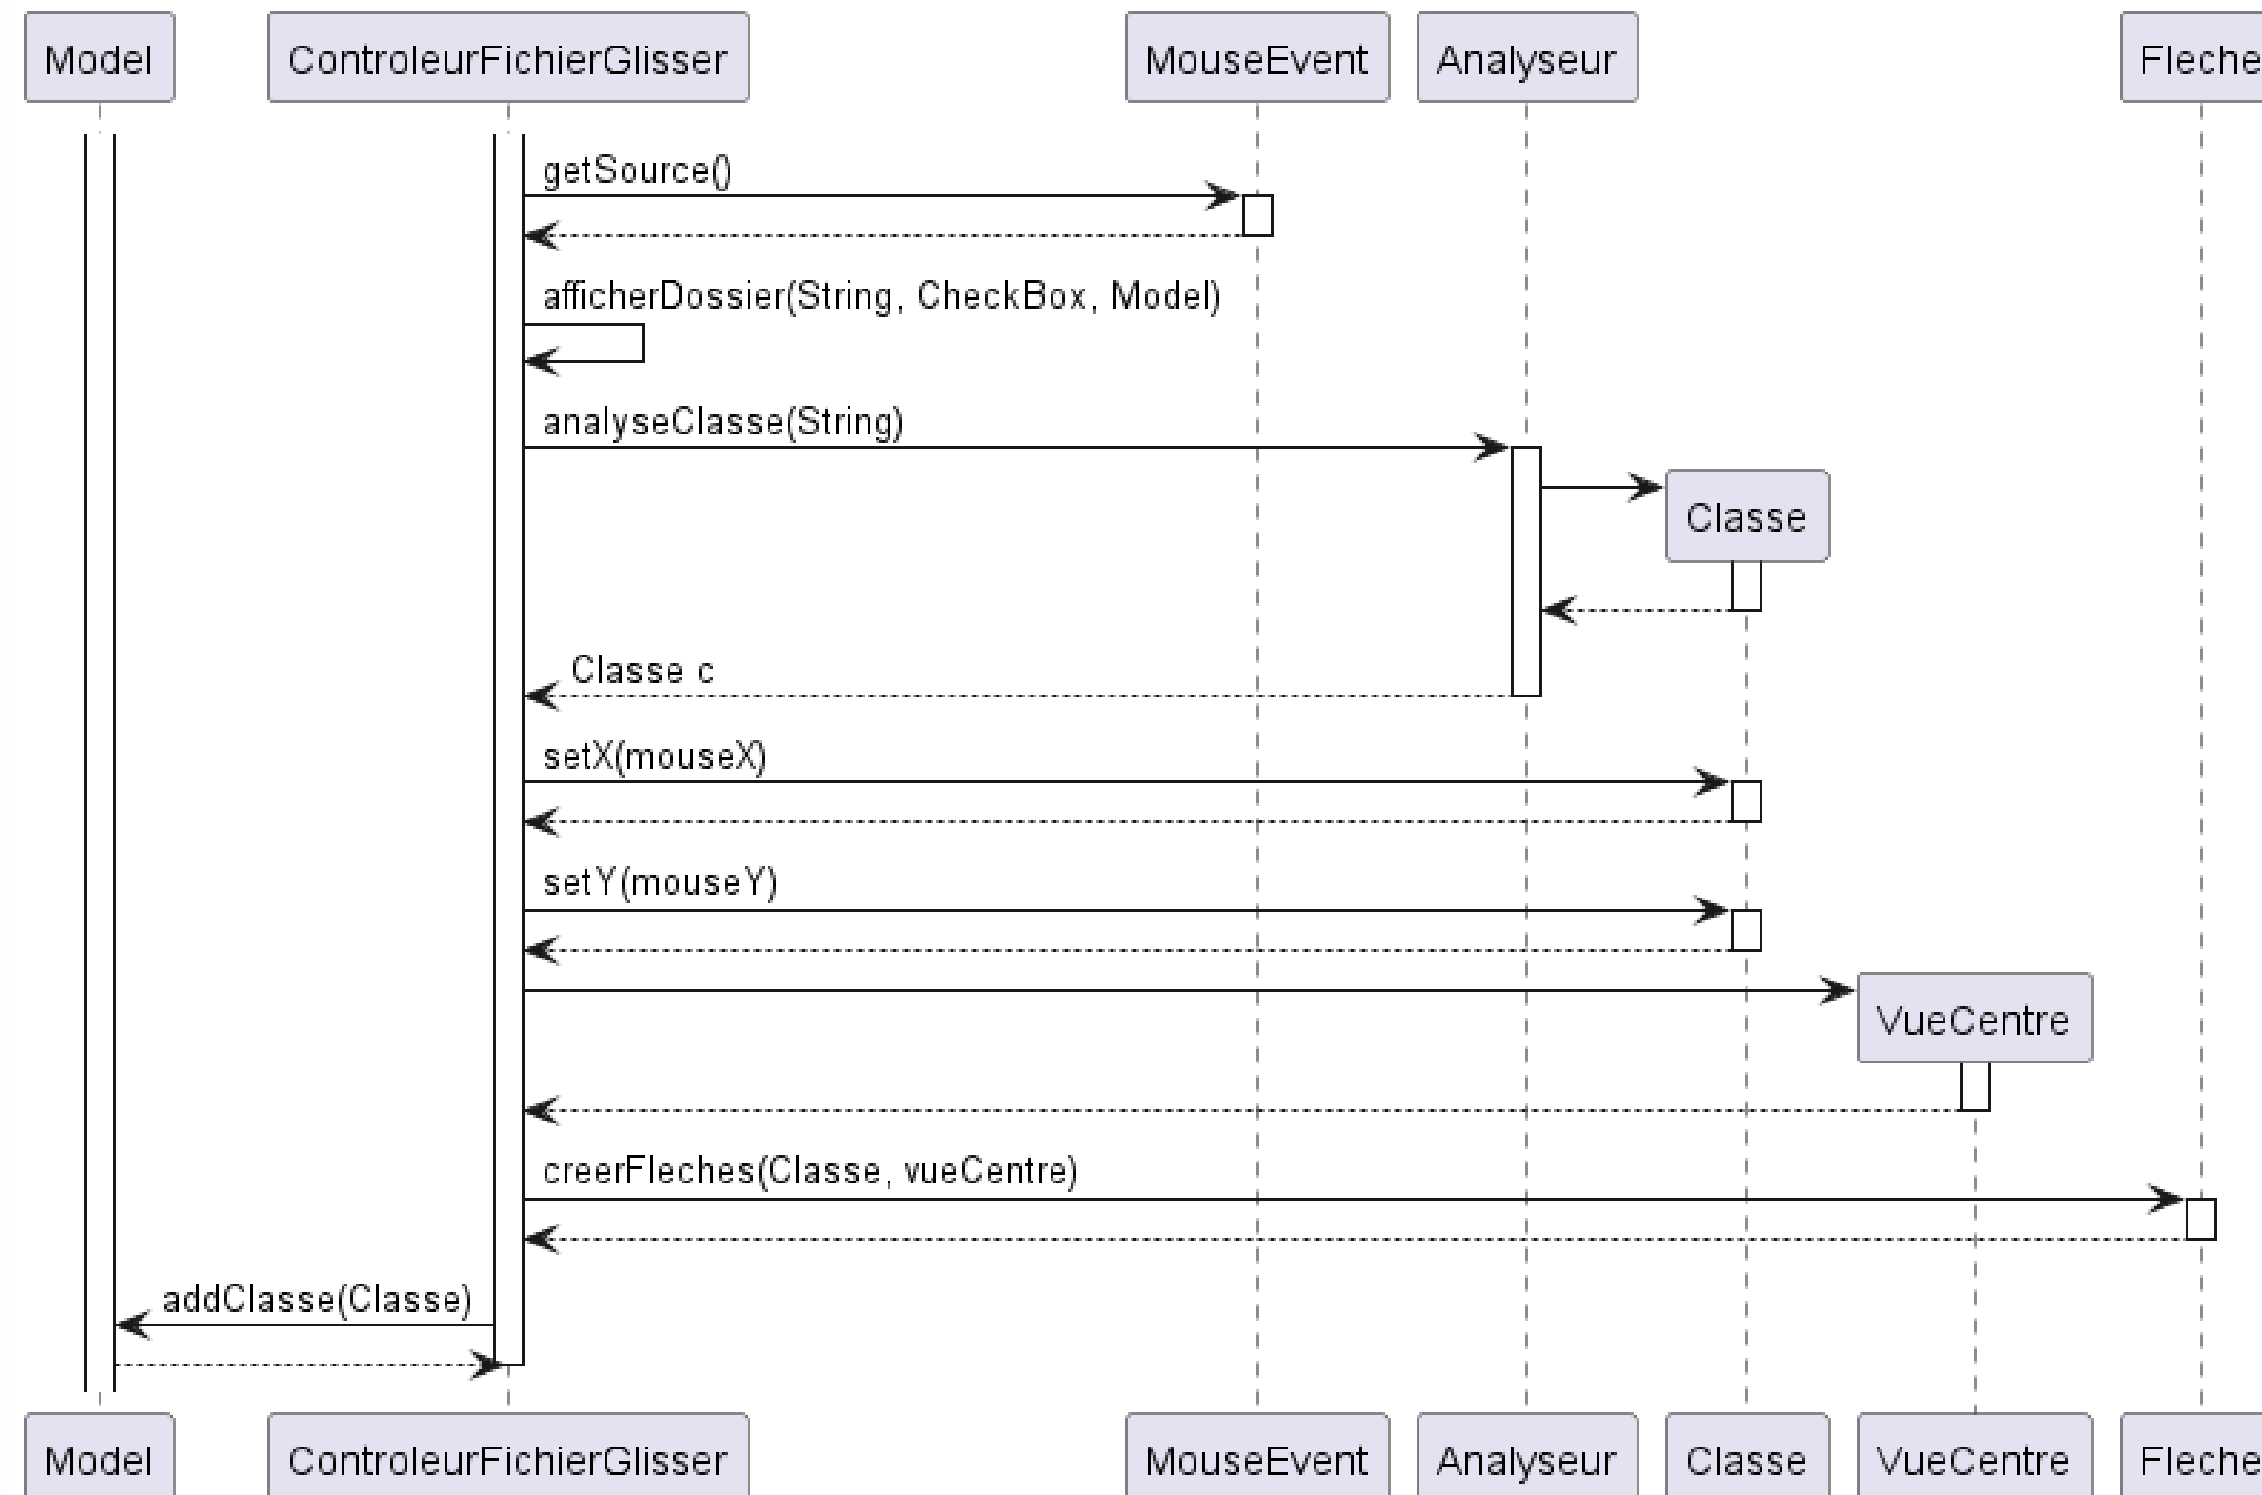 Model ControleurFichierGlisser MouseEvent Analyseur Fleche
getSource()
afficherDossier(String, CheckBox, Model)
analyseClasse(String)
Classe
Classe c
setX(mouseX)
setY(mouseY)
VueCentre
creerFleches(Classe, vueCentre)
addClasse(Classe)
Model ControleurFichierGlisser MouseEvent Analyseur Classe VueCentre Fleche